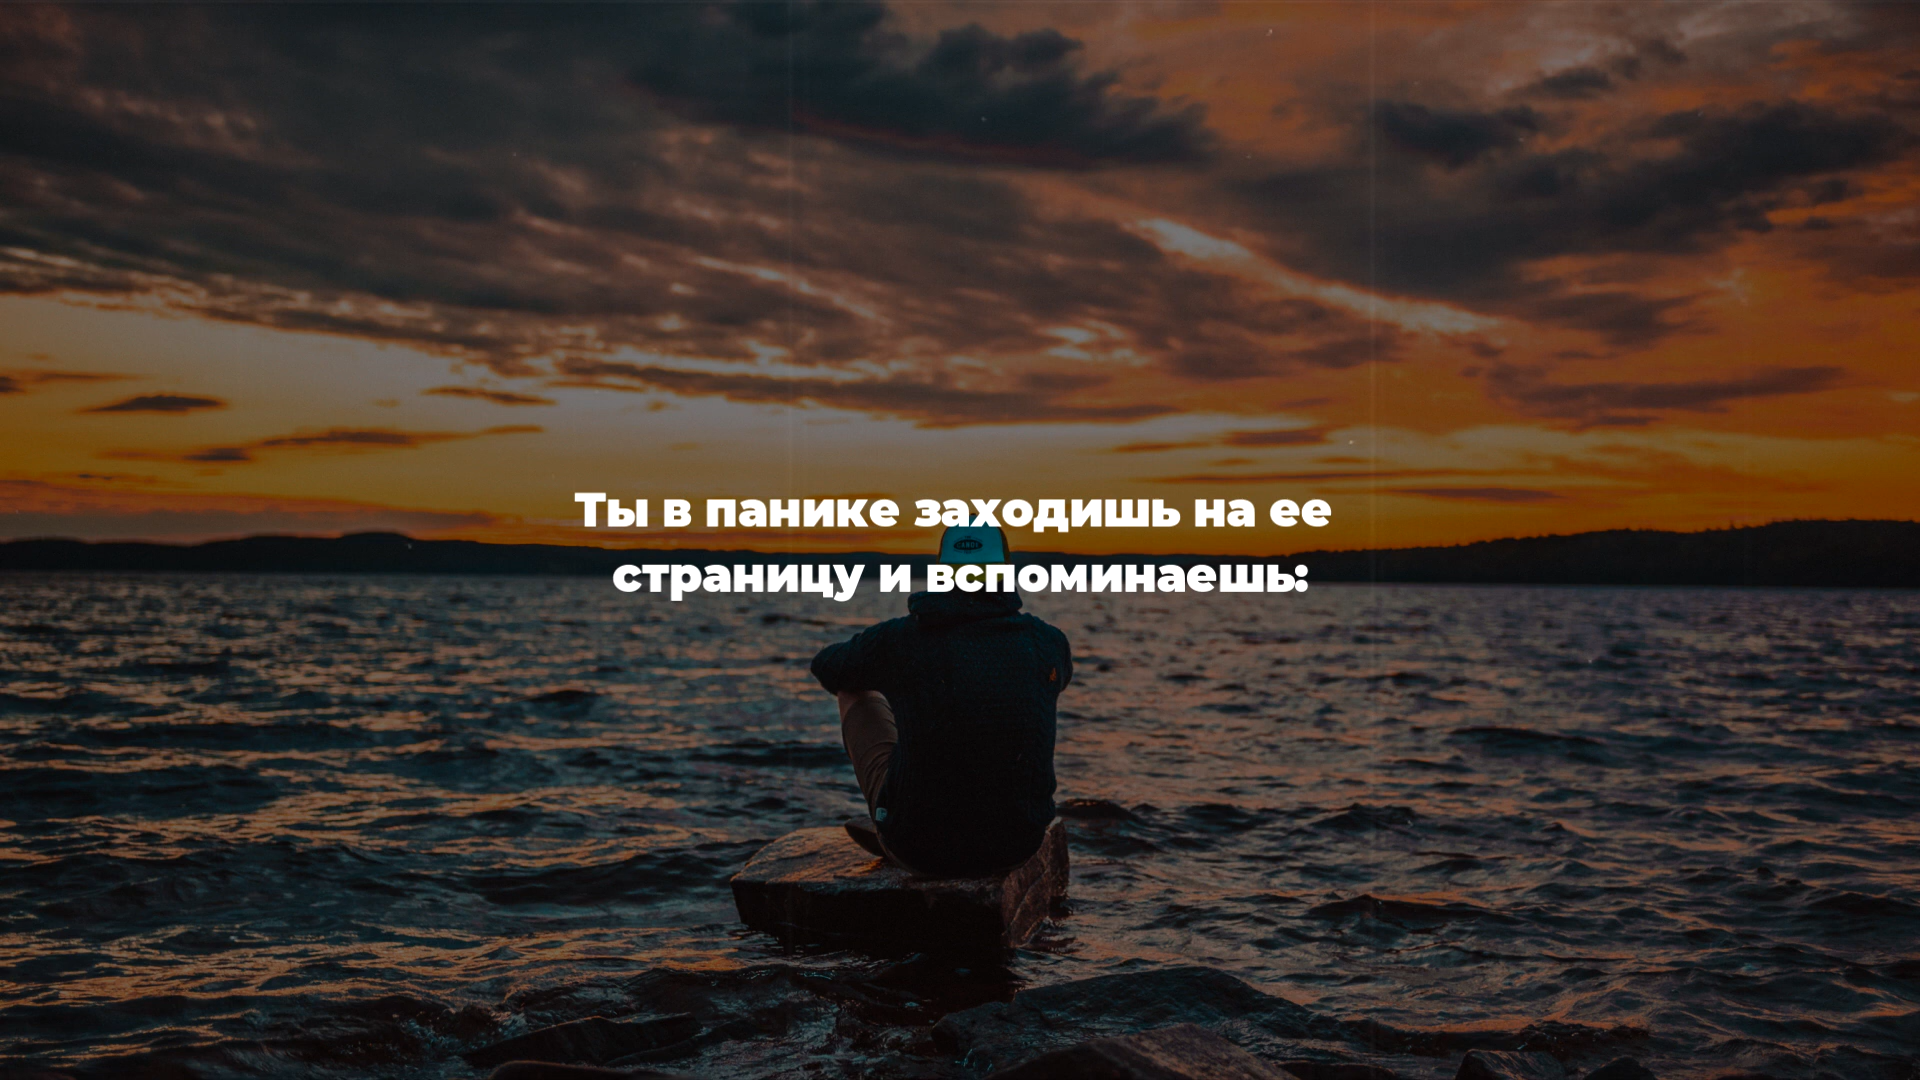 Ты в панике заходишь на ее
страницу и вспоминаешь: